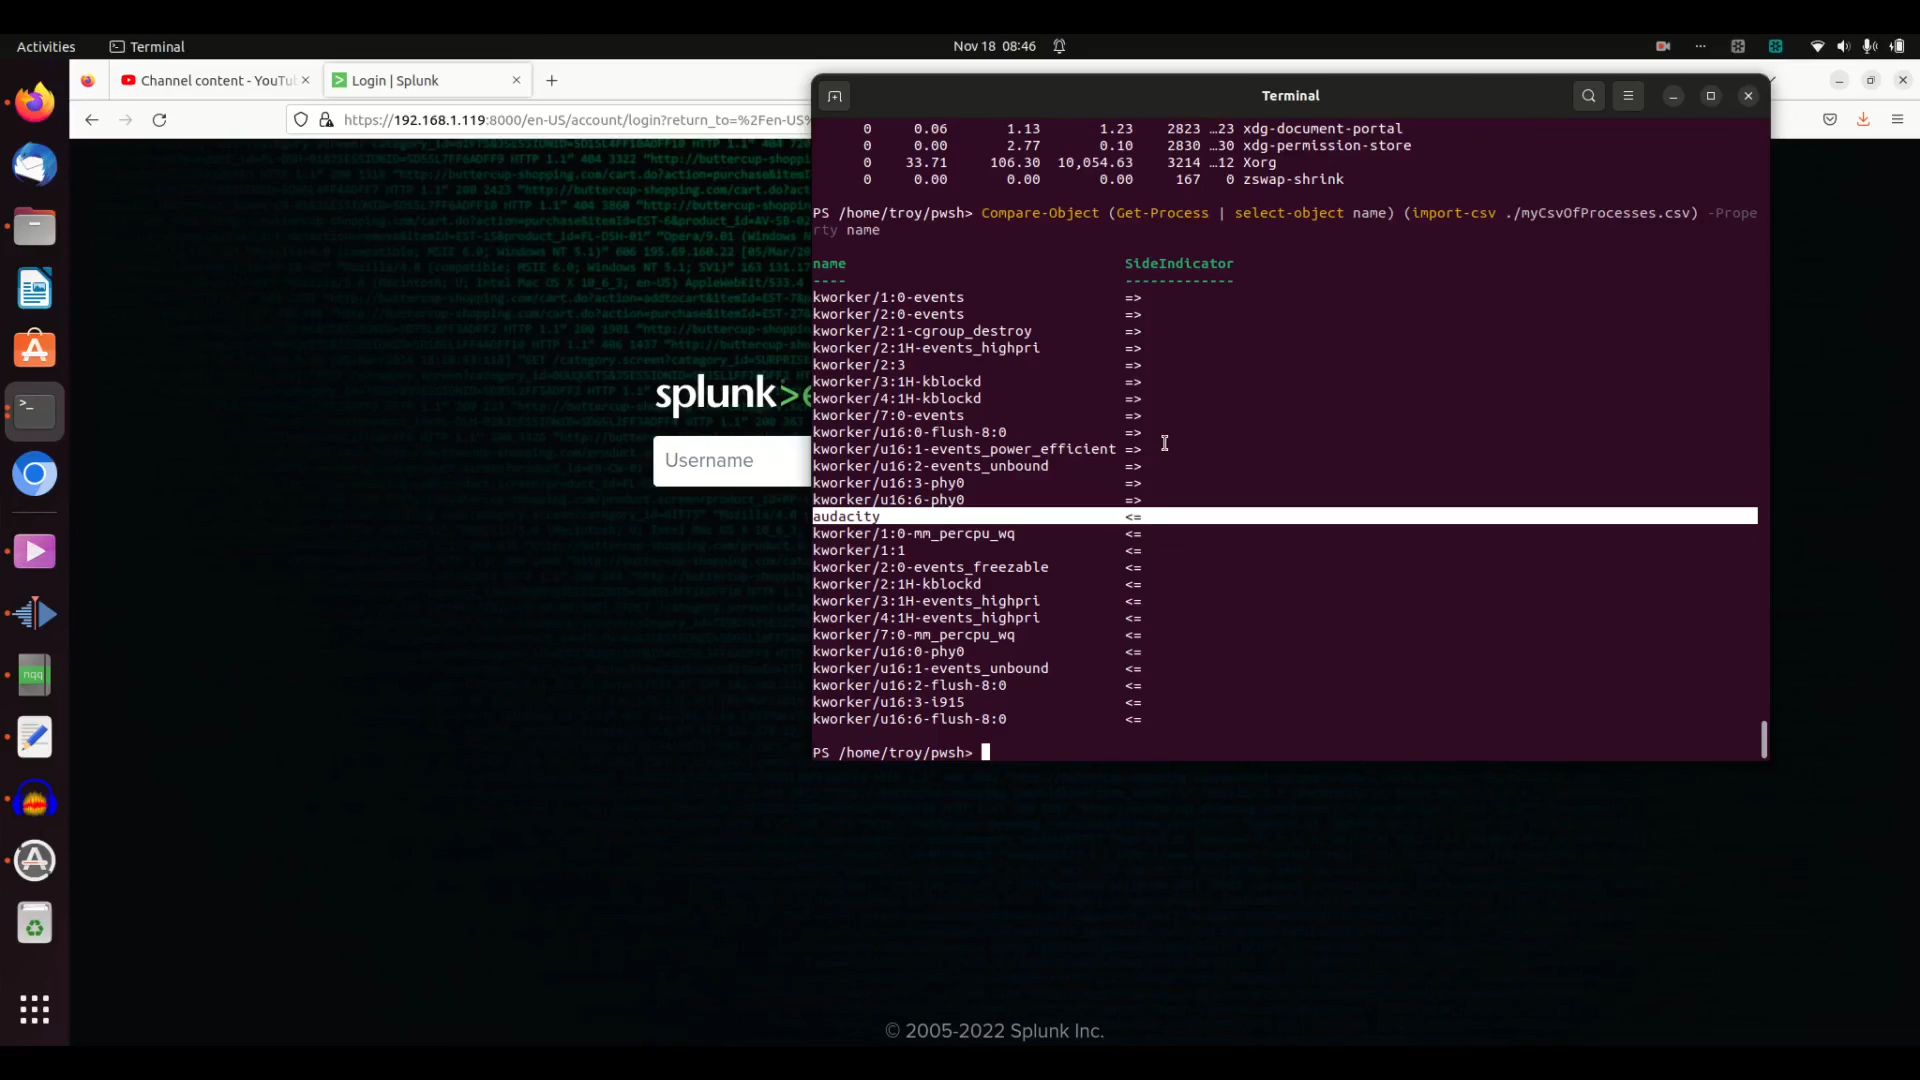 Activities Terminal Nov 18 08:46
Channel content - YouTu Login | Splunk
https://192.168.1.119:8000/en-US/account/login?return_to=%2Fen-US%
splunk>e
Username
© 2005-2022 Splunk Inc.
nqq
Terminal
0 0.06 1.13 1.23 2823 …23 xdg-document-portal
0 0.00 2.77 0.10 2830 …30 xdg-permission-store
0 33.71 106.30 10,054.63 3214 …12 Xorg
0 0.00 0.00 0.00 167 0 zswap-shrink
PS /home/troy/pwsh> Compare-Object (Get-Process | select-object name) (import-csv ./myCsvOfProcesses.csv) -Prope
rty name
name SideIndicator
---- -------------
kworker/1:0-events =>
kworker/2:0-events =>
kworker/2:1-cgroup_destroy =>
kworker/2:1H-events_highpri =>
kworker/2:3 =>
kworker/3:1H-kblockd =>
kworker/4:1H-kblockd =>
kworker/7:0-events =>
kworker/u16:0-flush-8:0 =>
kworker/u16:1-events_power_efficient =>
kworker/u16:2-events_unbound =>
kworker/u16:3-phy0 =>
kworker/u16:6-phy0 =>
audacity <=
kworker/1:0-mm_percpu_wq <=
kworker/1:1 <=
kworker/2:0-events_freezable <=
kworker/2:1H-kblockd <=
kworker/3:1H-events_highpri <=
kworker/4:1H-events_highpri <=
kworker/7:0-mm_percpu_wq <=
kworker/u16:0-phy0 <=
kworker/u16:1-events_unbound <=
kworker/u16:2-flush-8:0 <=
kworker/u16:3-i915 <=
kworker/u16:6-flush-8:0 <=
PS /home/troy/pwsh>